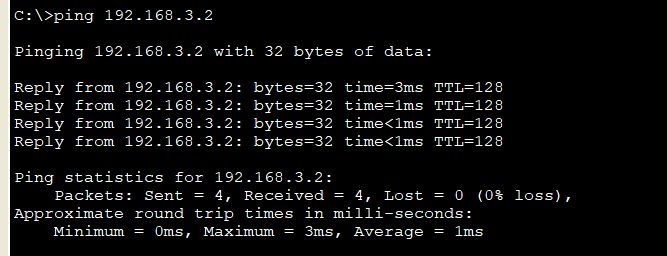 C:\>ping 192.168.3.2
Pinging 192.168.3.2 with 32 bytes of data:
Reply from 192.168.3.2: bytes=32 time=3ms TTL=128
Reply from 192.168.3.2: bytes=32 time=1ms TTL=128
Reply from 192.168.3.2: bytes=32 time<1ms TTL=128
Reply from 192.168.3.2: bytes=32 time<1ms TTL=128
Ping statistics for 192.168.3.2:
    Packets: Sent = 4, Received = 4, Lost = 0 (0% loss),
Approximate round trip times in milli-seconds:
    Minimum = 0ms, Maximum = 3ms, Average = 1ms